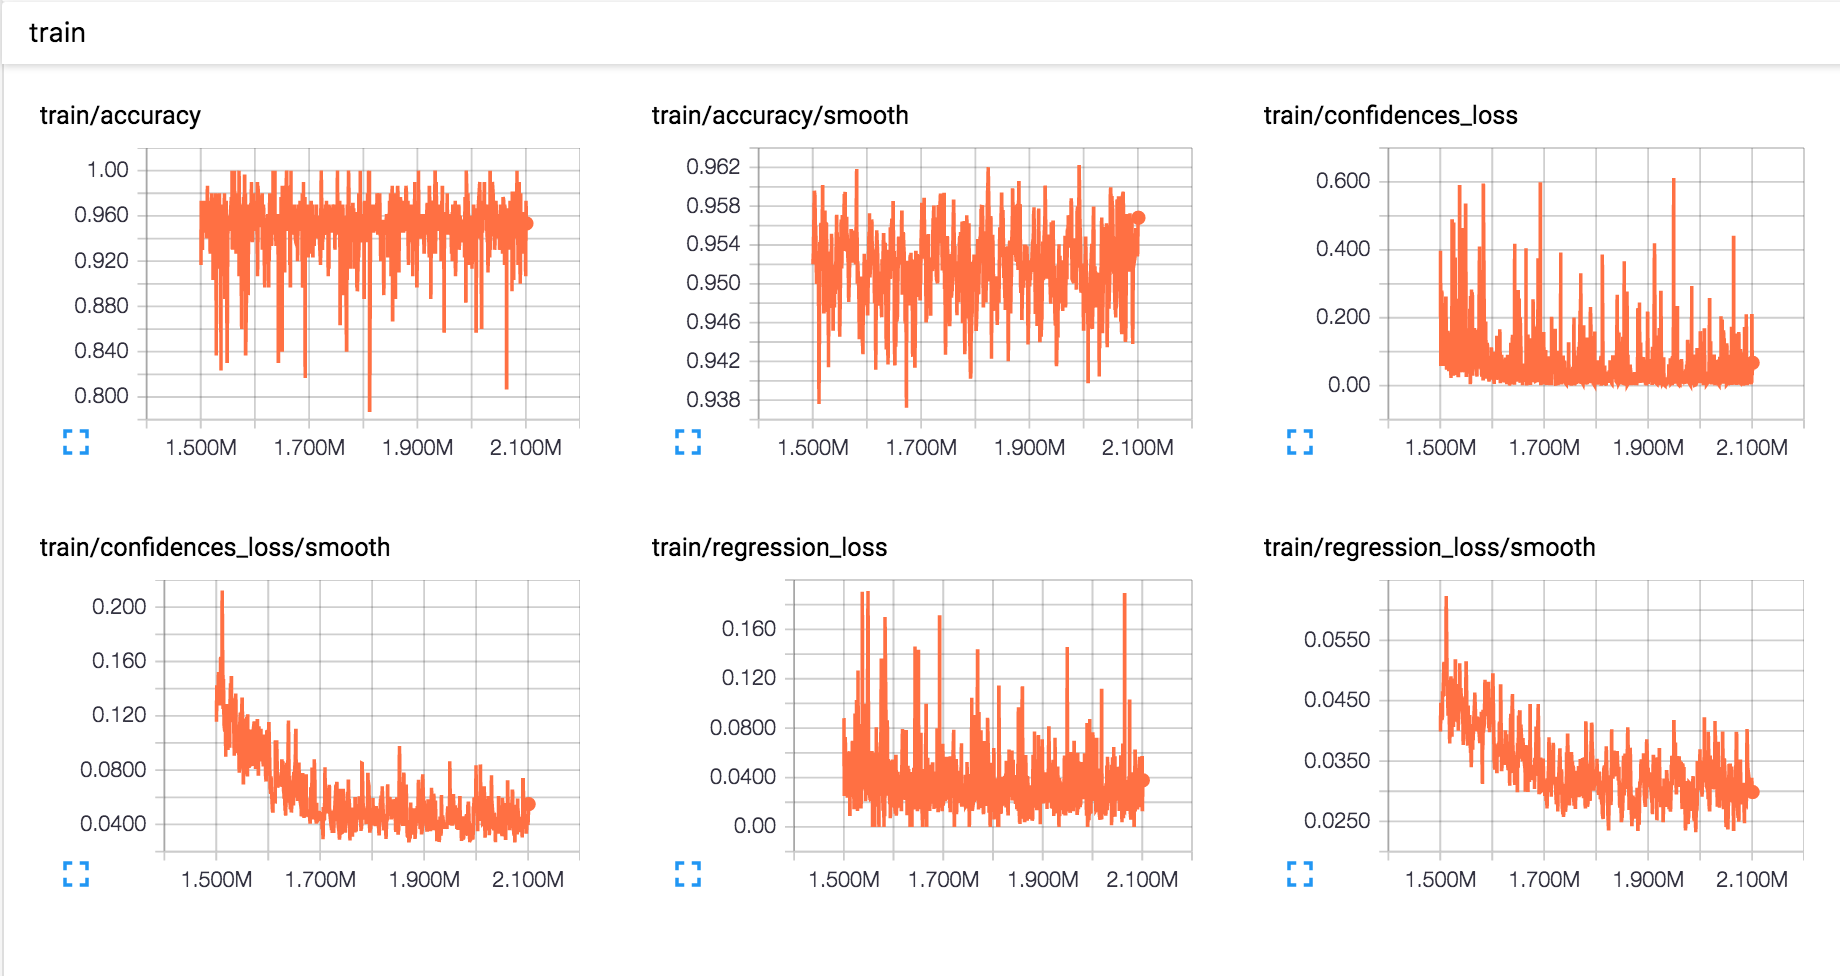 train
train/accuracy
1.00
0.960
0.920
0.880
0.840
0.800
1.500M 1.700M 1.900M 2.100M
train/accuracy/smooth
0.962
0.958
0.954
0.950
0.946
0.942
0.938
1.500M 1.700M 1.900M 2.100M
train/confidences_loss
0.600
0.400
0.200
0.00
1.500M 1.700M 1.900M 2.100M
train/confidences_loss/smooth
0.200
0.160
0.120
0.0800
0.0400
1.500M 1.700M 1.900M 2.100M
train/regression_loss
0.160
0.120
0.0800
0.0400
0.00
1.500M 1.700M 1.900M 2.100M
train/regression_loss/smooth
0.0550
0.0450
0.0350
0.0250
1.500M 1.700M 1.900M 2.100M